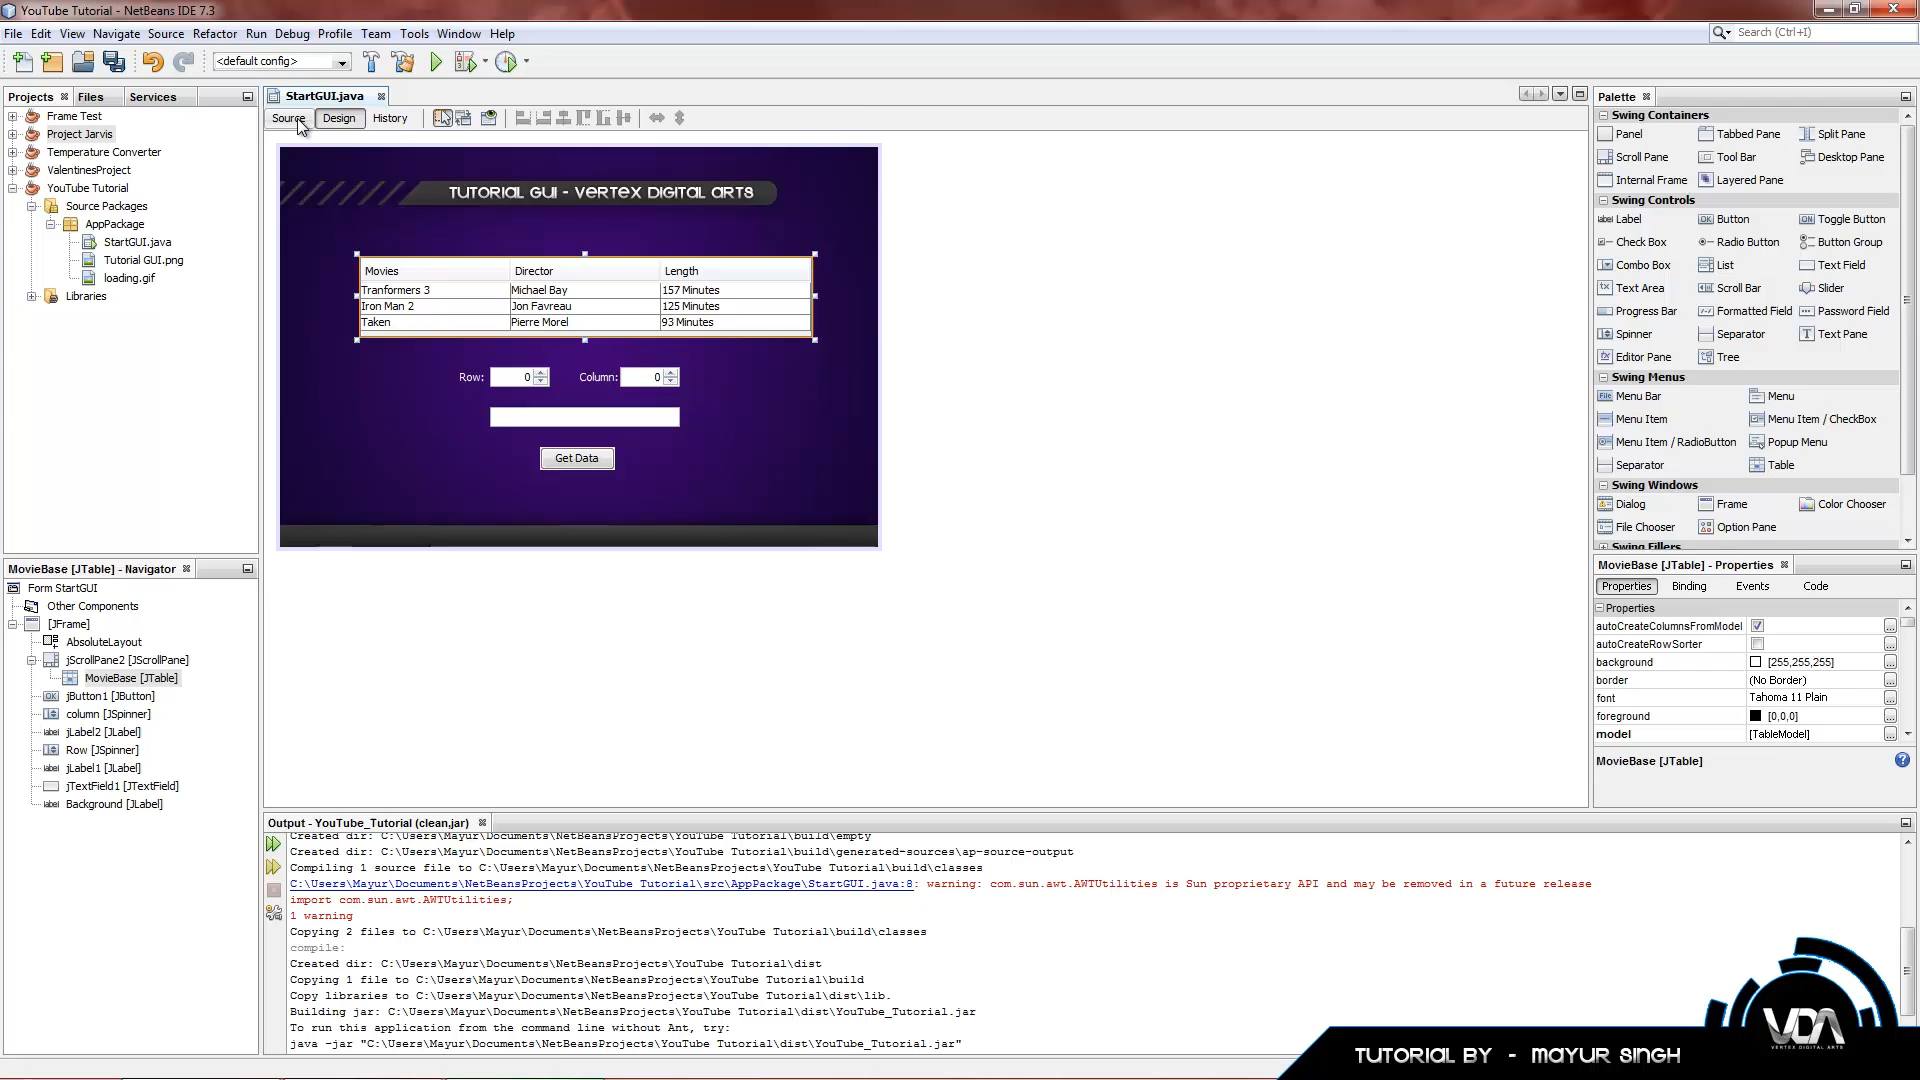 YouTube Tutorial - NetBeans IDE 7.3
File Edit View Navigate Source Refactor Run Debug Profile Team Tools Window Help
Search (Ctrl+I)
<default config>
Projects Files Services
Frame Test
Project Jarvis
Temperature Converter
ValentinesProject
YouTube Tutorial
Source Packages
AppPackage
StartGUI.java
Tutorial GUI.png
loading.gif
Libraries
MovieBase [JTable] - Navigator
Form StartGUI
Other Components
[JFrame]
AbsoluteLayout
jScrollPane2 [JScrollPane]
MovieBase [JTable]
jButton1 [JButton]
column [JSpinner]
jLabel2 [JLabel]
Row [JSpinner]
jLabel1 [JLabel]
jTextField1 [JTextField]
Background [JLabel]
StartGUI.java
Source Design History
TUTORIAL GUI - VERTEX DIGITAL ARTS
Movies Director Length
Tranformers 3 Michael Bay 157 Minutes
Iron Man 2 Jon Favreau 125 Minutes
Taken Pierre Morel 93 Minutes
Row: 0 Column: 0
Get Data
Output - YouTube_Tutorial (clean,jar)
Created dir: C:\Users\Mayur\Documents\NetBeansProjects\YouTube Tutorial\build\empty
Created dir: C:\Users\Mayur\Documents\NetBeansProjects\YouTube Tutorial\build\generated-sources\ap-source-output
Compiling 1 source file to C:\Users\Mayur\Documents\NetBeansProjects\YouTube Tutorial\build\classes
C:\Users\Mayur\Documents\NetBeansProjects\YouTube Tutorial\src\AppPackage\StartGUI.java:8: warning: com.sun.awt.AWTUtilities is Sun proprietary API and may be removed in a future release
import com.sun.awt.AWTUtilities;
1 warning
Copying 2 files to C:\Users\Mayur\Documents\NetBeansProjects\YouTube Tutorial\build\classes
compile:
Created dir: C:\Users\Mayur\Documents\NetBeansProjects\YouTube Tutorial\dist
Copying 1 file to C:\Users\Mayur\Documents\NetBeansProjects\YouTube Tutorial\build
Copy libraries to C:\Users\Mayur\Documents\NetBeansProjects\YouTube Tutorial\dist\lib.
Building jar: C:\Users\Mayur\Documents\NetBeansProjects\YouTube Tutorial\dist\YouTube_Tutorial.jar
To run this application from the command line without Ant, try:
java -jar "C:\Users\Mayur\Documents\NetBeansProjects\YouTube Tutorial\dist\YouTube_Tutorial.jar"
Palette
Swing Containers
Panel Tabbed Pane Split Pane
Scroll Pane Tool Bar Desktop Pane
Internal Frame Layered Pane
Swing Controls
label Label OK Button ON Toggle Button
Check Box Radio Button Button Group
Combo Box List Text Field
Text Area Scroll Bar Slider
Progress Bar Formatted Field Password Field
Spinner Separator Text Pane
Editor Pane Tree
Swing Menus
File Menu Bar Menu
Menu Item Menu Item / CheckBox
Menu Item / RadioButton Popup Menu
Separator Table
Swing Windows
Dialog Frame Color Chooser
File Chooser Option Pane
Swing Fillers
MovieBase [JTable] - Properties
Properties Binding Events Code
Properties
autoCreateColumnsFromModel
autoCreateRowSorter
background [255,255,255]
border (No Border)
font Tahoma 11 Plain
foreground [0,0,0]
model [TableModel]
MovieBase [JTable]
VDA
VERTEX DIGITAL ARTS
TUTORIAL BY - MAYUR SINGH